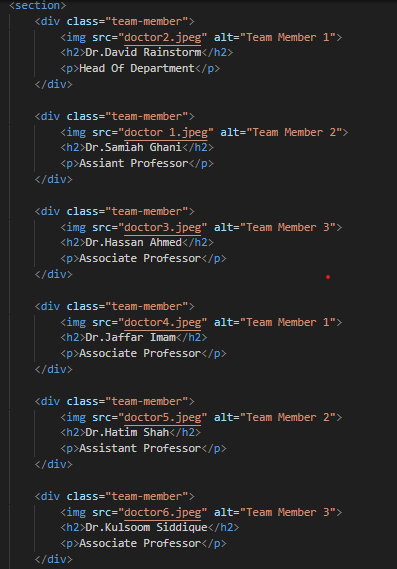 <section>
<div class="team-member">
<img src="doctor2.jpeg" alt="Team Member 1">
<h2>Dr.David Rainstorm</h2>
<p>Head Of Department</p>
</div>
<div class="team-member">
<img src="doctor 1.jpeg" alt="Team Member 2">
<h2>Dr.Samiah Ghani</h2>
<p>Assiant Professor</p>
</div>
<div class="team-member">
<img src="doctor3.jpeg" alt="Team Member 3">
<h2>Dr.Hassan Ahmed</h2>
<p>Associate Professor</p>
</div>
<div class="team-member">
<img src="doctor4.jpeg" alt="Team Member 1">
<h2>Dr.Jaffar Imam</h2>
<p>Associate Professor</p>
</div>
<div class="team-member">
<img src="doctor5.jpeg" alt="Team Member 2">
<h2>Dr.Hatim Shah</h2>
<p>Assistant Professor</p>
</div>
<div class="team-member">
<img src="doctor6.jpeg" alt="Team Member 3">
<h2>Dr.Kulsoom Siddique</h2>
<p>Associate Professor</p>
</div>